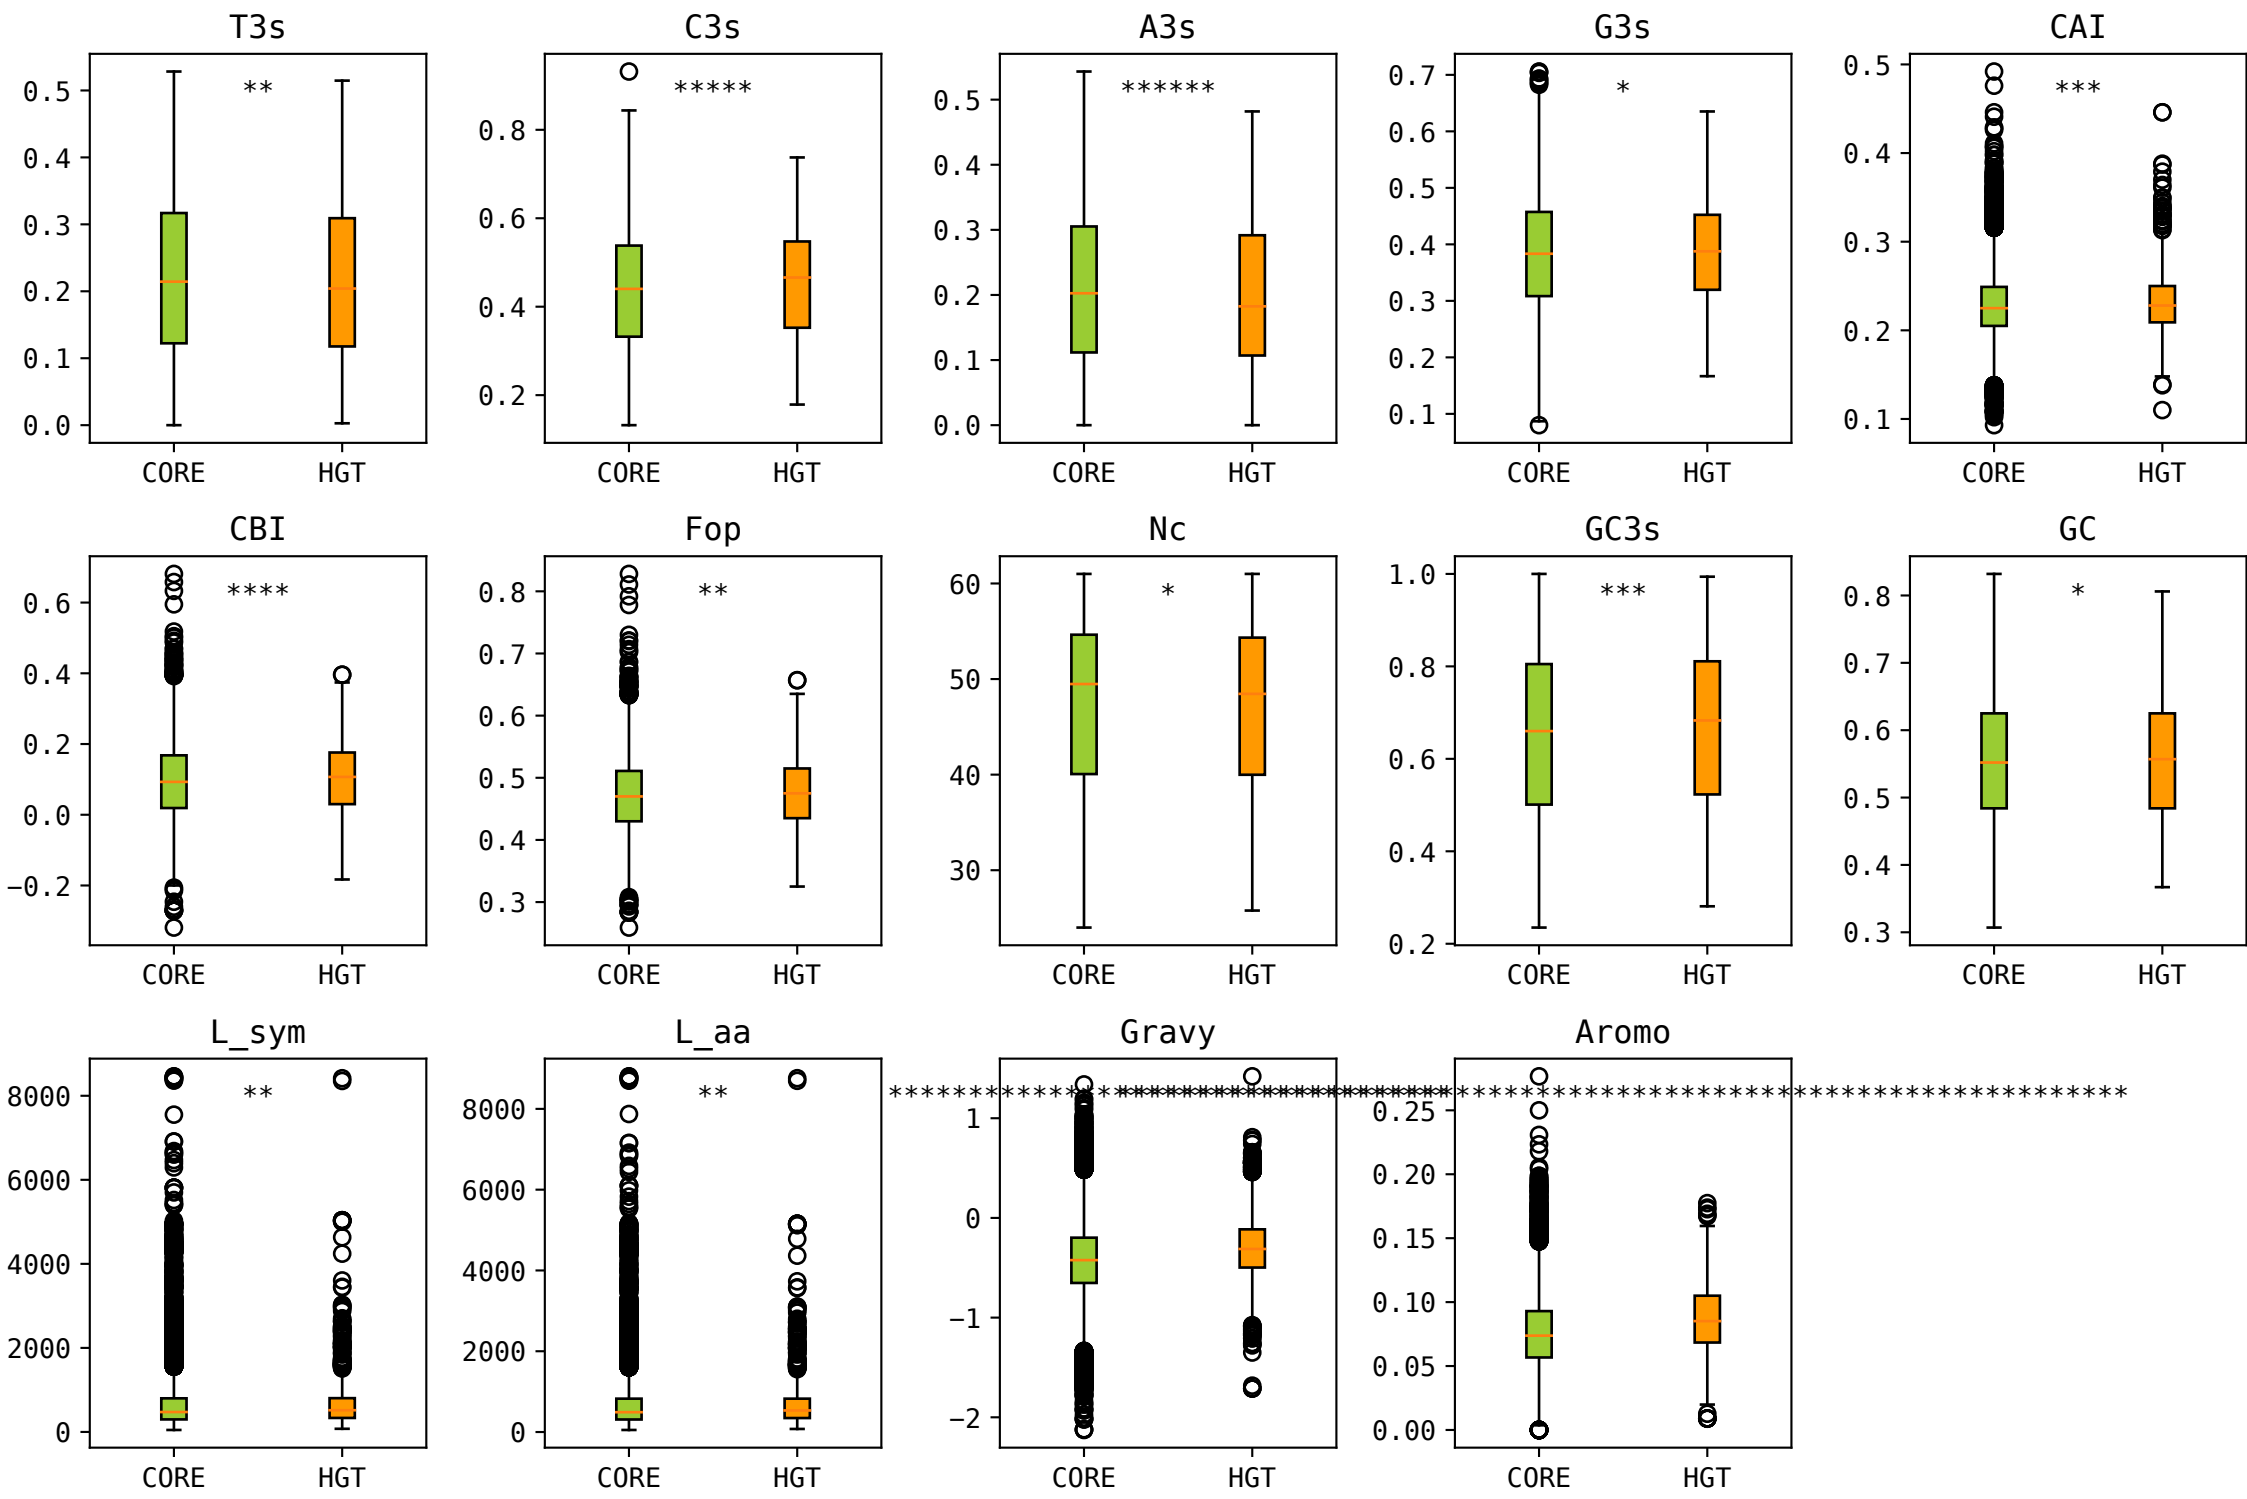 T3s C3s A3s G3s CAI
** ***** ****** * ***
0.5 0.8 0.5 0.7 0.5
0.4 0.6 0.4 0.6 0.4
0.3 0.4 0.3 0.5 0.3
0.2 0.2 0.2 0.4 0.2
0.1 0.1 0.3 0.1
0.0 0.0 0.2
0.1
CORE HGT CORE HGT CORE HGT CORE HGT CORE HGT
CBI Fop Nc GC3s GC
**** ** * *** *
0.6 0.8 60 1.0 0.8
0.4 0.7 50 0.8 0.7
0.2 0.6 40 0.6 0.6
0.0 0.5 30 0.4 0.5
−0.2 0.4 0.2 0.4
0.3 0.3
CORE HGT CORE HGT CORE HGT CORE HGT CORE HGT
L_sym L_aa Gravy Aromo
** **
8000 8000 1 0.25
6000 6000 0 0.20
4000 4000 −1 0.15
2000 2000 −2 0.10
0 0 0.05
0.00
CORE HGT CORE HGT CORE HGT CORE HGT